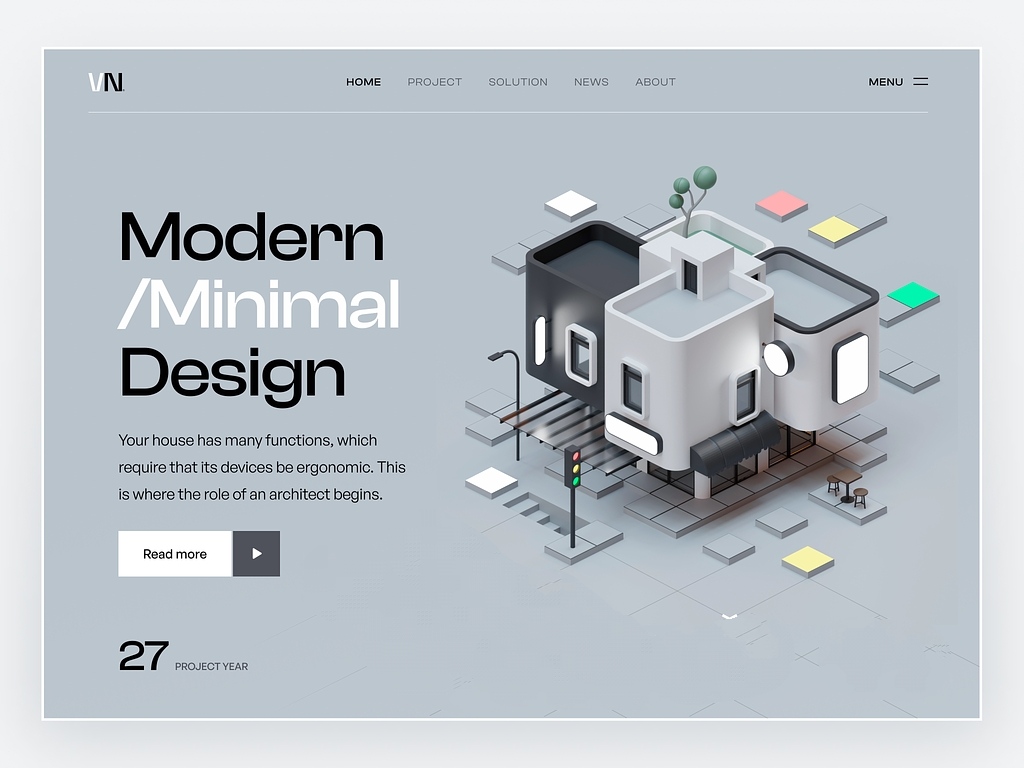 VN.
HOME PROJECT SOLUTION NEWS ABOUT
MENU
Modern
/Minimal
Design
Your house has many functions, which
require that its devices be ergonomic. This
is where the role of an architect begins.
Read more
27 PROJECT YEAR